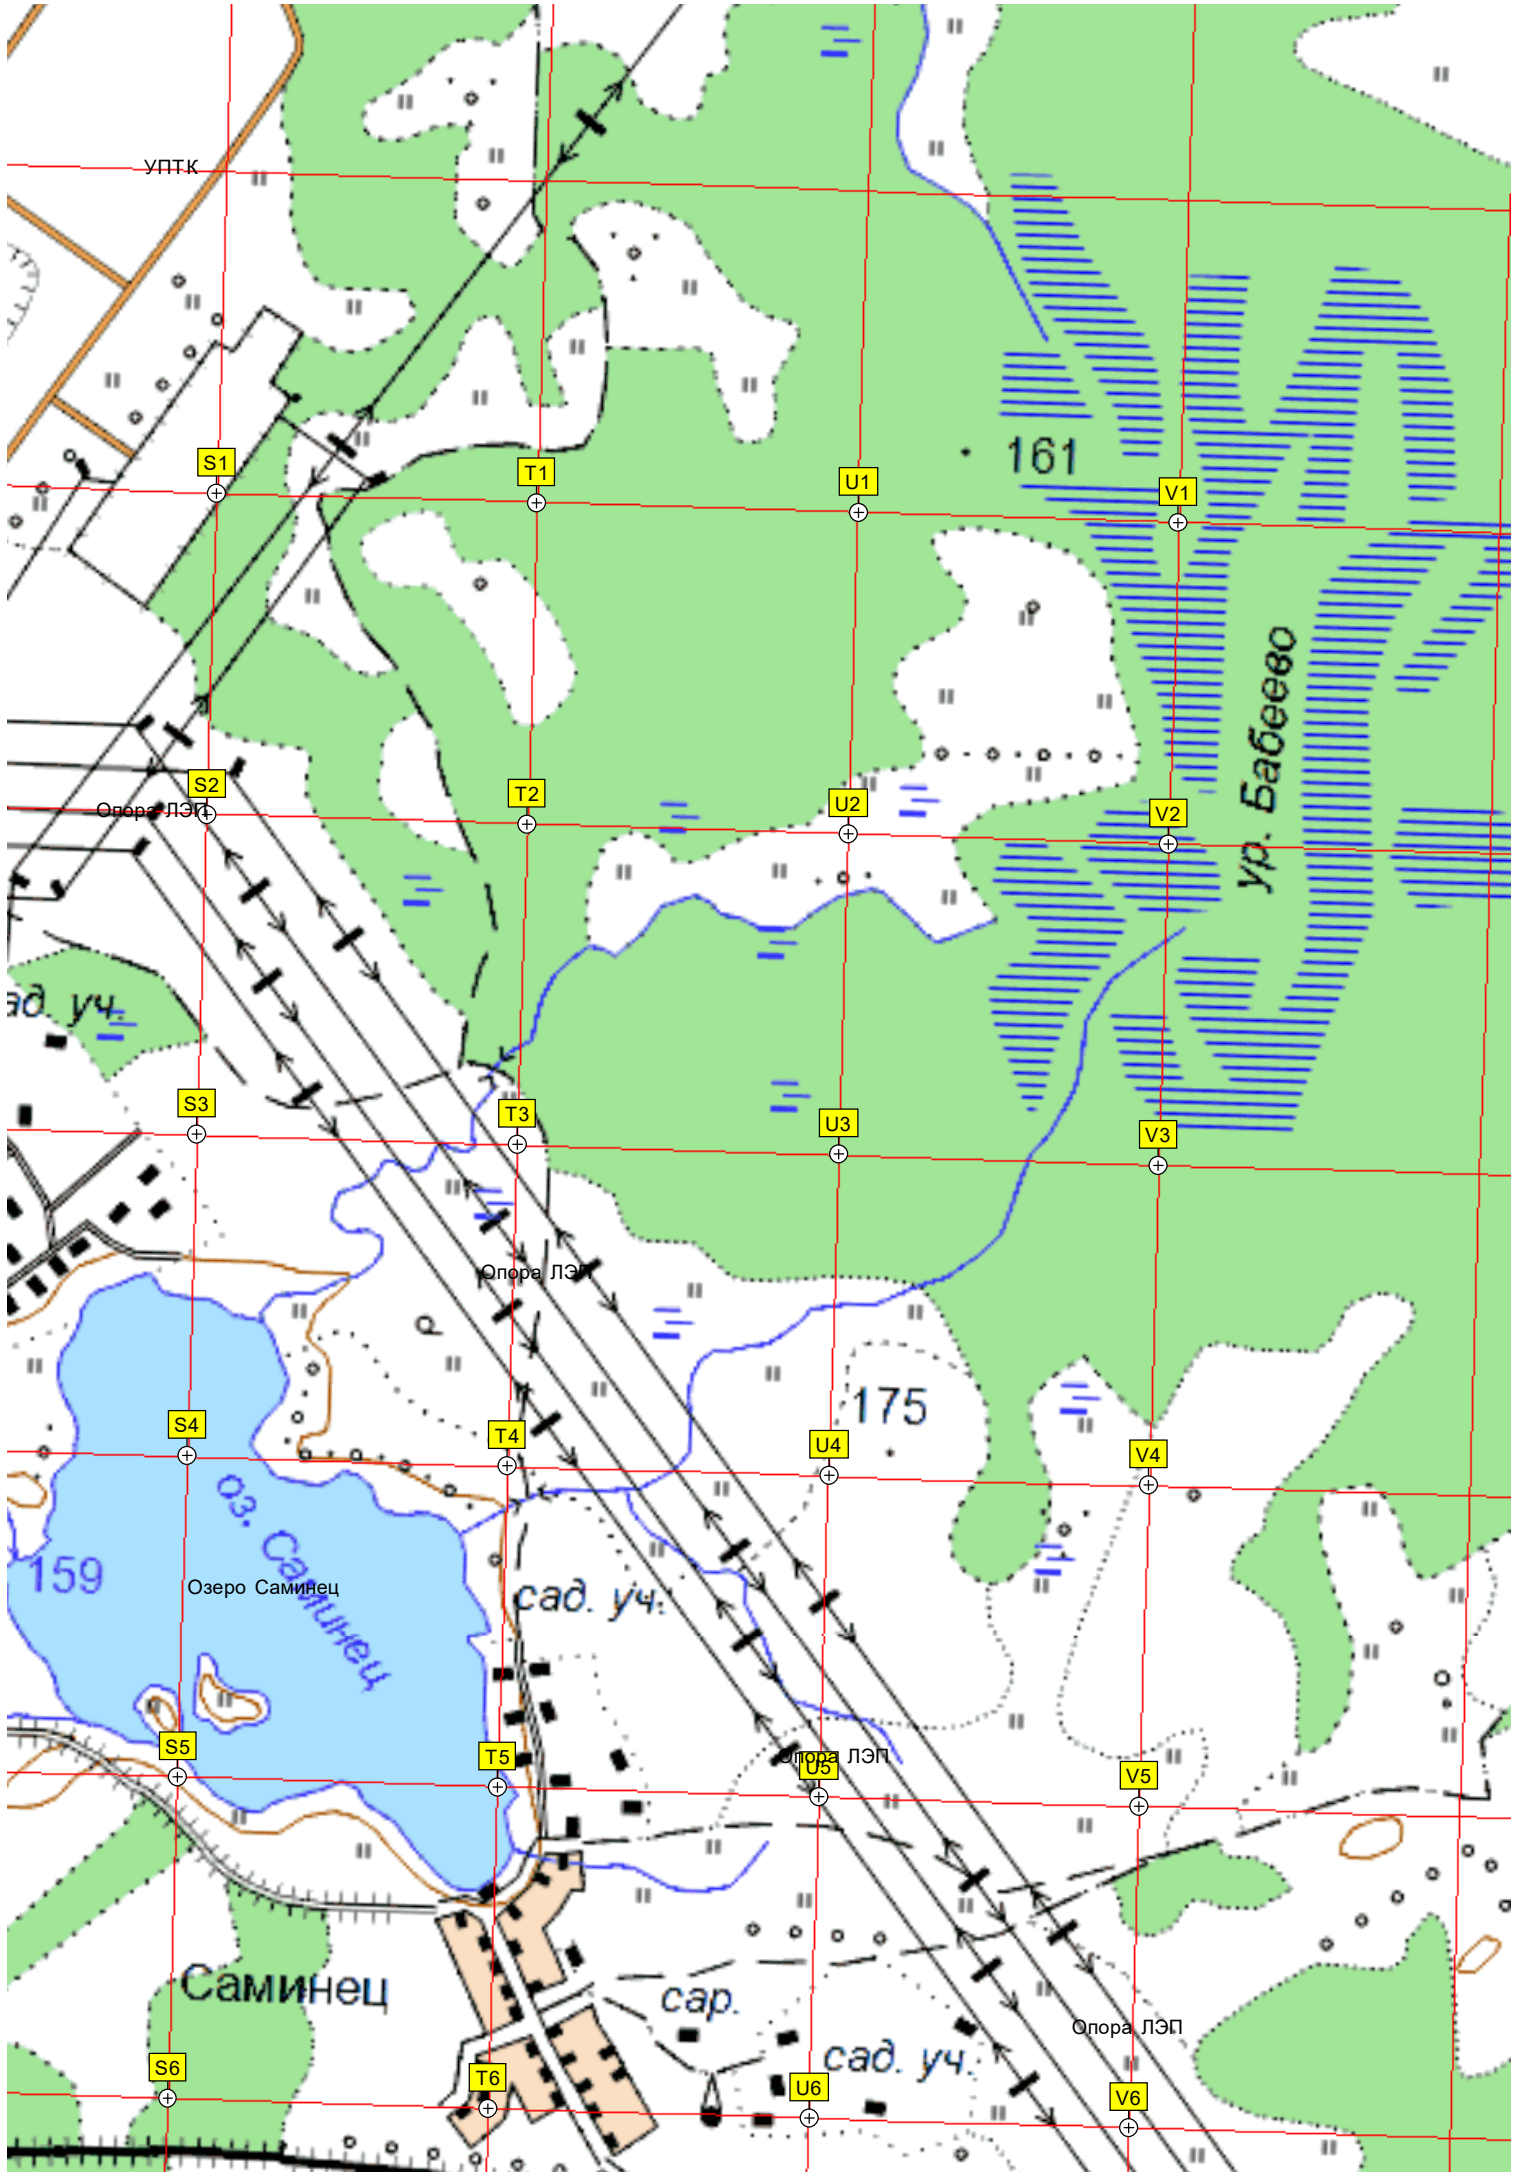 УПТК
161
S1
T1
U1
V1
ур. Бабеево
S2
T2
U2
V2
Опора ЛЭП
ад. уч.
S3
T3
U3
V3
Опора ЛЭП
175
S4
T4
U4
V4
оз. Саминец
159
Озеро Саминец
сад. уч.
S5
T5
Опора ЛЭП
U5
V5
Саминец
сар.
Опора ЛЭП
сад. уч.
S6
T6
U6
V6